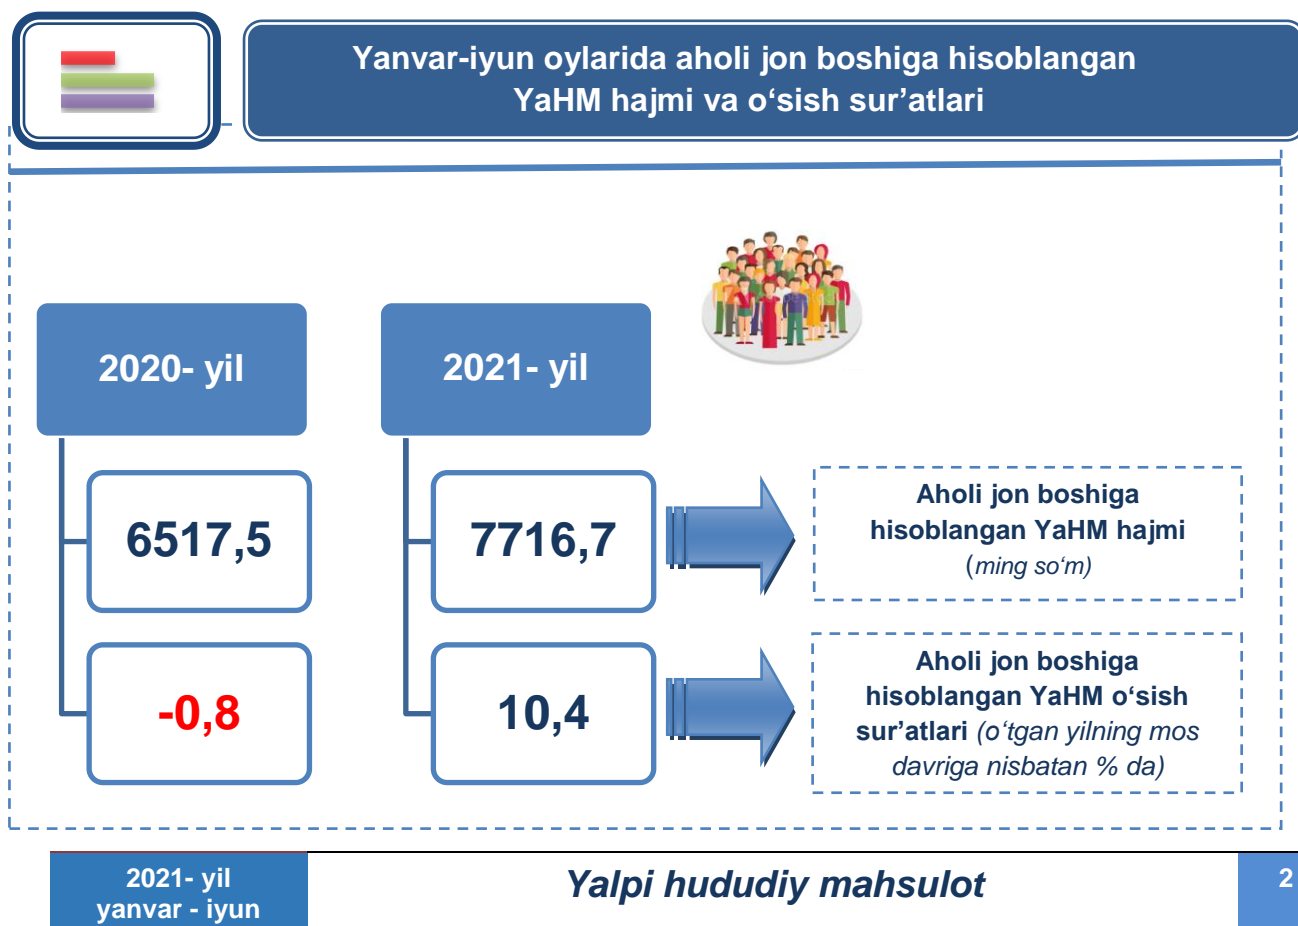 Yanvar-iyun oylarida aholi jon boshiga hisoblangan
YaHM hajmi va o‘sish sur’atlari
2020- yil
2021- yil
6517,5
7716,7
Aholi jon boshiga
hisoblangan YaHM hajmi
(ming so‘m)
-0,8
10,4
Aholi jon boshiga
hisoblangan YaHM o‘sish
sur’atlari (o‘tgan yilning mos
davriga nisbatan % da)
2021- yil
yanvar - iyun
Yalpi hududiy mahsulot
2